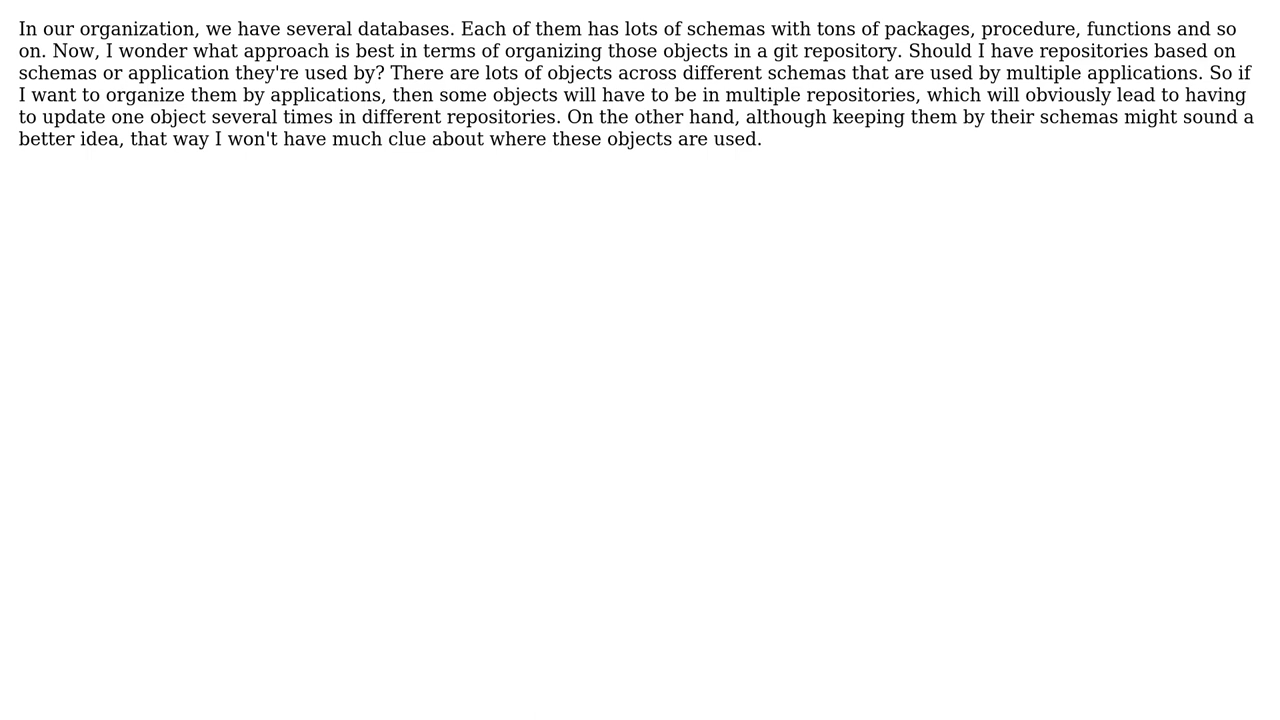 In our organization, we have several databases. Each of them has lots of schemas with tons of packages, procedure, functions and so
on. Now, I wonder what approach is best in terms of organizing those objects in a git repository. Should I have repositories based on
schemas or application they're used by? There are lots of objects across different schemas that are used by multiple applications. So if
I want to organize them by applications, then some objects will have to be in multiple repositories, which will obviously lead to having
to update one object several times in different repositories. On the other hand, although keeping them by their schemas might sound a
better idea, that way I won't have much clue about where these objects are used.